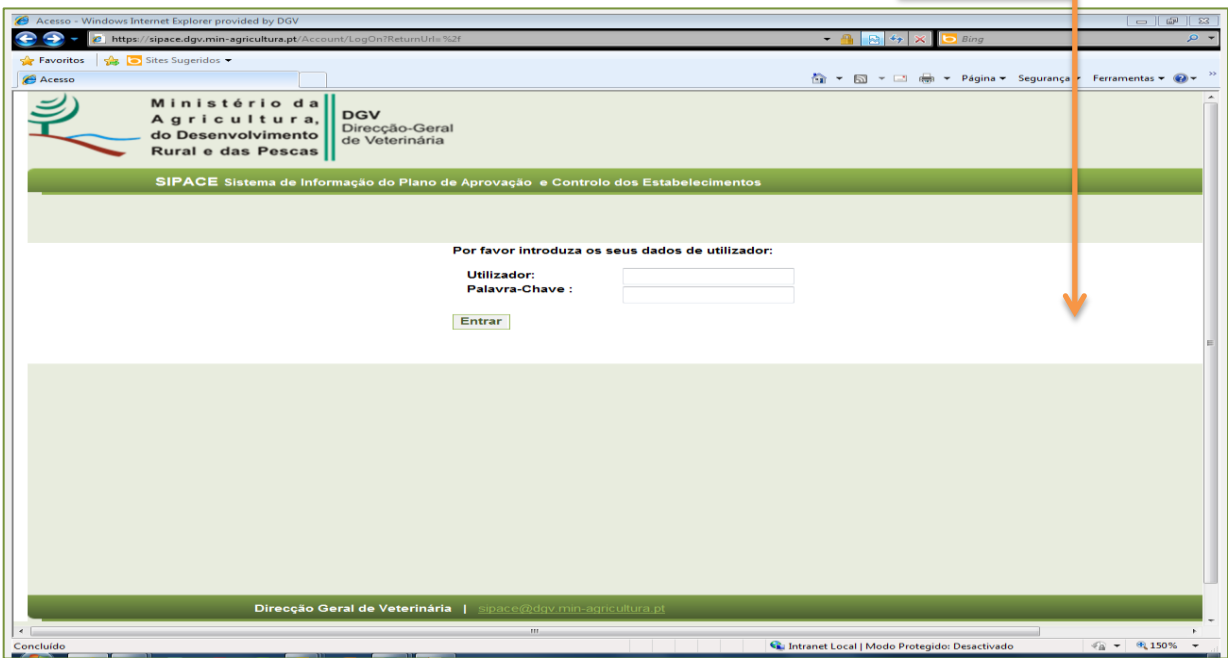 Acesso - Windows Internet Explorer provided by DGV
https://sipace.dgv.min-agricultura.pt/Account/LogOn?ReturnUrl=%2f
Bing
Favoritos
Sites Sugeridos
Acesso
Página
Segurança
Ferramentas
Ministério da
Agricultura,
do Desenvolvimento
Rural e das Pescas
DGV
Direcção-Geral
de Veterinária
SIPACE Sistema de Informação do Plano de Aprovação e Controlo dos Estabelecimentos
Por favor introduza os seus dados de utilizador:
Utilizador:
Palavra-Chave :
Entrar
Direcção Geral de Veterinária | sipace@dgv.min-agricultura.pt
Concluído
Intranet Local | Modo Protegido: Desactivado
150%